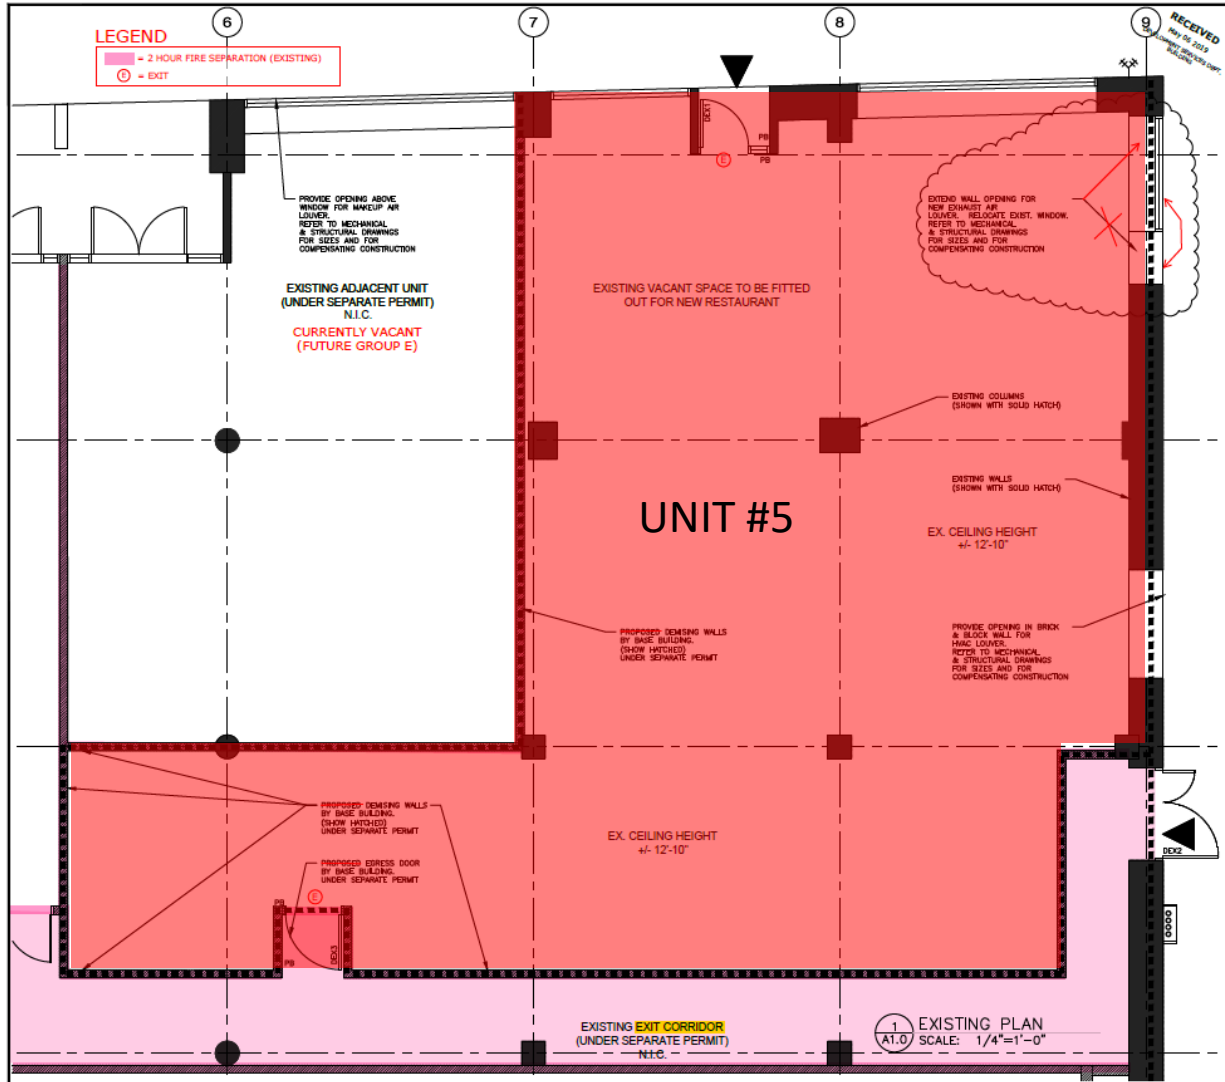 6
7
8
9
RECEIVED
May 06 2019
DEVELOPMENT SERVICES DEPT.
BUILDING
LEGEND
= 2 HOUR FIRE SEPARATION (EXISTING)
E = EXIT
DEX1
PB
PB
E
PROVIDE OPENING ABOVE
WINDOW FOR MAKEUP AIR
LOUVER.
REFER TO MECHANICAL
& STRUCTURAL DRAWINGS
FOR SIZES AND FOR
COMPENSATING CONSTRUCTION
EXTEND WALL OPENING FOR
NEW EXHAUST AIR
LOUVER. RELOCATE EXIST. WINDOW.
REFER TO MECHANICAL
& STRUCTURAL DRAWINGS
FOR SIZES AND FOR
COMPENSATING CONSTRUCTION
EXISTING ADJACENT UNIT
(UNDER SEPARATE PERMIT)
N.I.C.
CURRENTLY VACANT
(FUTURE GROUP E)
EXISTING VACANT SPACE TO BE FITTED
OUT FOR NEW RESTAURANT
EXISTING COLUMNS
(SHOWN WITH SOLID HATCH)
EXISTING WALLS
(SHOWN WITH SOLID HATCH)
UNIT #5
EX. CEILING HEIGHT
+/- 12'-10"
PROPOSED DEMISING WALLS
BY BASE BUILDING.
(SHOW HATCHED)
UNDER SEPARATE PERMIT
PROVIDE OPENING IN BRICK
& BLOCK WALL FOR
HVAC LOUVER.
REFER TO MECHANICAL
& STRUCTURAL DRAWINGS
FOR SIZES AND FOR
COMPENSATING CONSTRUCTION
PROPOSED DEMISING WALLS
BY BASE BUILDING.
(SHOW HATCHED)
UNDER SEPARATE PERMIT
EX. CEILING HEIGHT
+/- 12'-10"
DEX2
PROPOSED EGRESS DOOR
BY BASE BUILDING.
UNDER SEPARATE PERMIT
E
PB
PB
DEX3
EXISTING EXIT CORRIDOR
(UNDER SEPARATE PERMIT)
N.I.C.
1
A1.0
EXISTING PLAN
SCALE: 1/4"=1'-0"